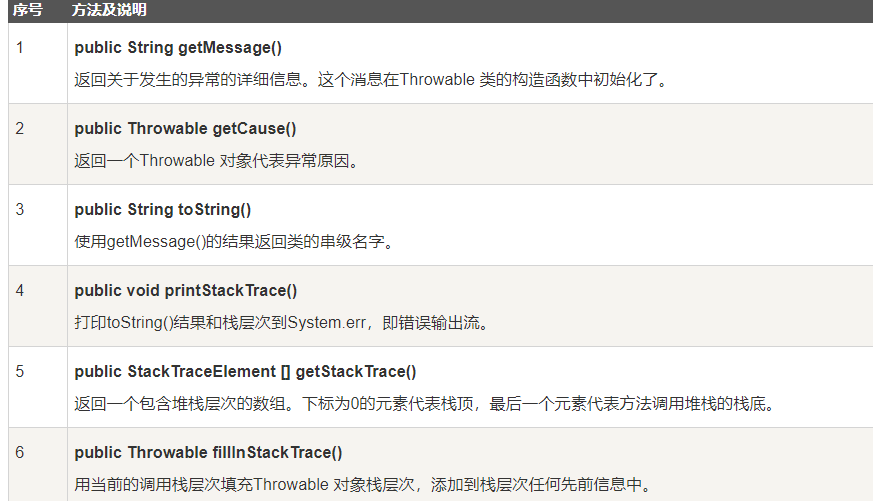 序号 方法及说明
1 public String getMessage()
返回关于发生的异常的详细信息。这个消息在Throwable 类的构造函数中初始化了。
2 public Throwable getCause()
返回一个Throwable 对象代表异常原因。
3 public String toString()
使用getMessage()的结果返回类的串级名字。
4 public void printStackTrace()
打印toString()结果和栈层次到System.err，即错误输出流。
5 public StackTraceElement [] getStackTrace()
返回一个包含堆栈层次的数组。下标为0的元素代表栈顶，最后一个元素代表方法调用堆栈的栈底。
6 public Throwable fillInStackTrace()
用当前的调用栈层次填充Throwable 对象栈层次，添加到栈层次任何先前信息中。